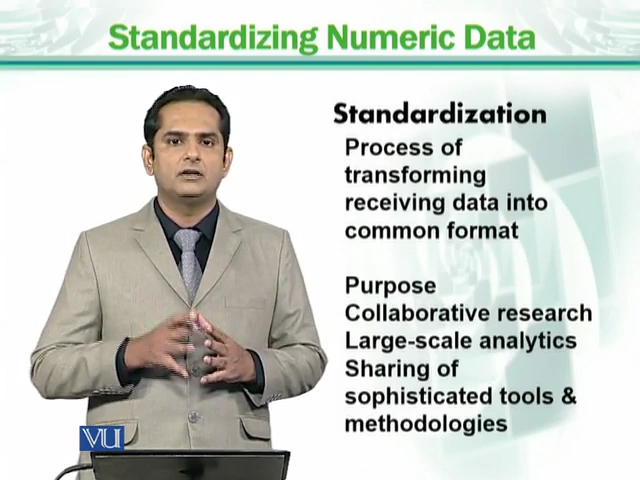 Standardizing Numeric Data
Standardization
Process of
transforming
receiving data into
common format
Purpose
Collaborative research
Large-scale analytics
Sharing of
sophisticated tools &
methodologies
VU